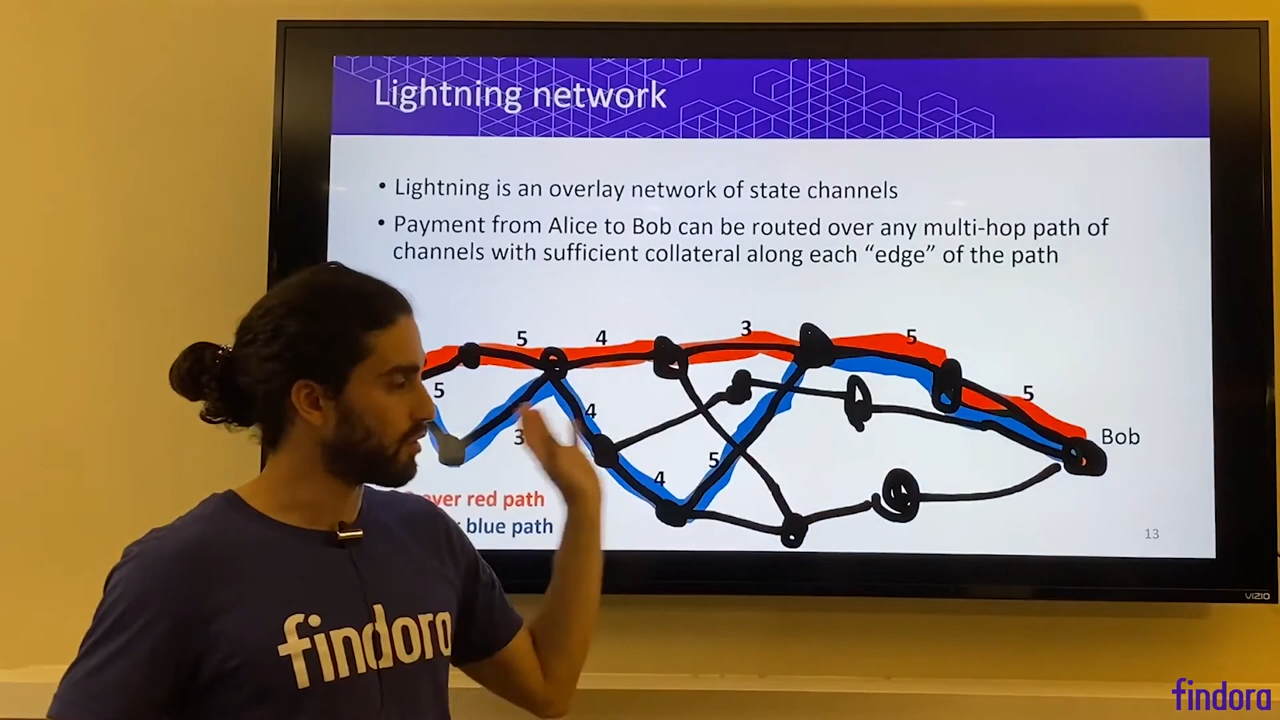 Lightning network
• Lightning is an overlay network of state channels
• Payment from Alice to Bob can be routed over any multi-hop path of
channels with sufficient collateral along each “edge” of the path
5 4 3 5
5 4 5
3 5 Bob
4
over red path
blue path
13
VIZIO
findora
findora